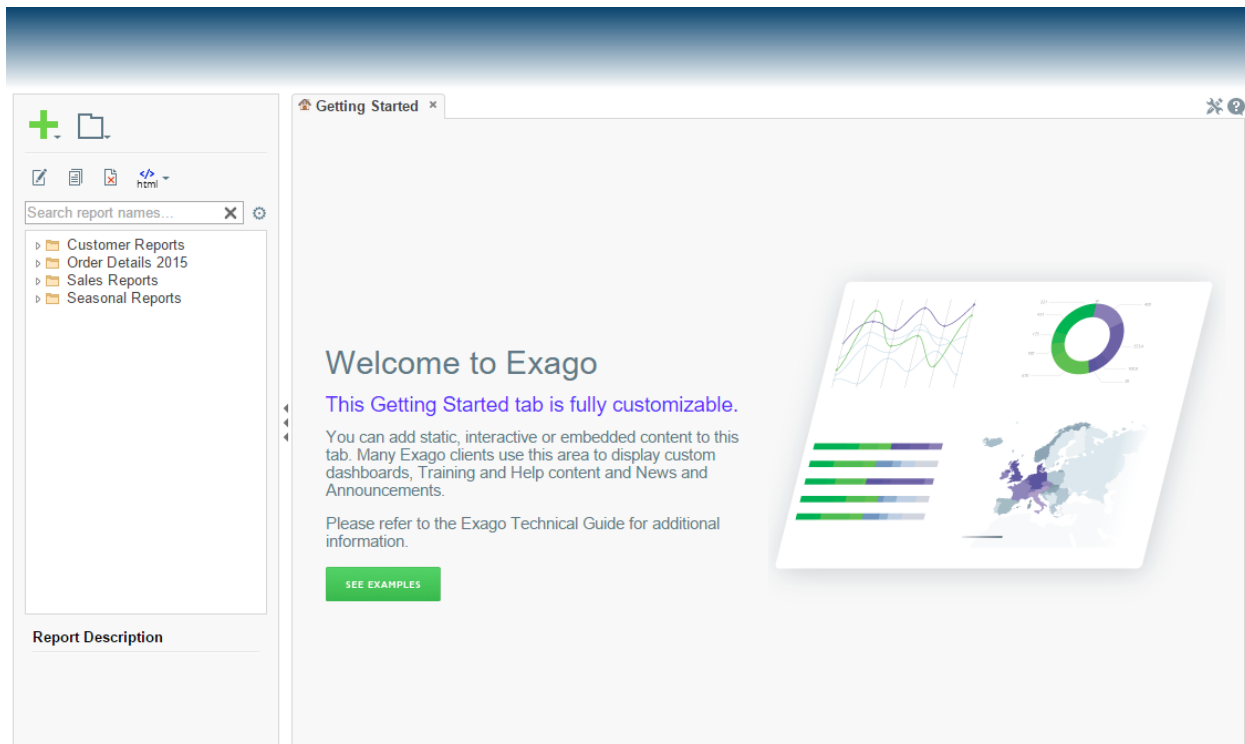 Getting Started
</>
html
Search report names...
Customer Reports
Order Details 2015
Sales Reports
Seasonal Reports
Report Description
Welcome to Exago
This Getting Started tab is fully customizable.
You can add static, interactive or embedded content to this
tab. Many Exago clients use this area to display custom
dashboards, Training and Help content and News and
Announcements.
Please refer to the Exago Technical Guide for additional
information.
SEE EXAMPLES